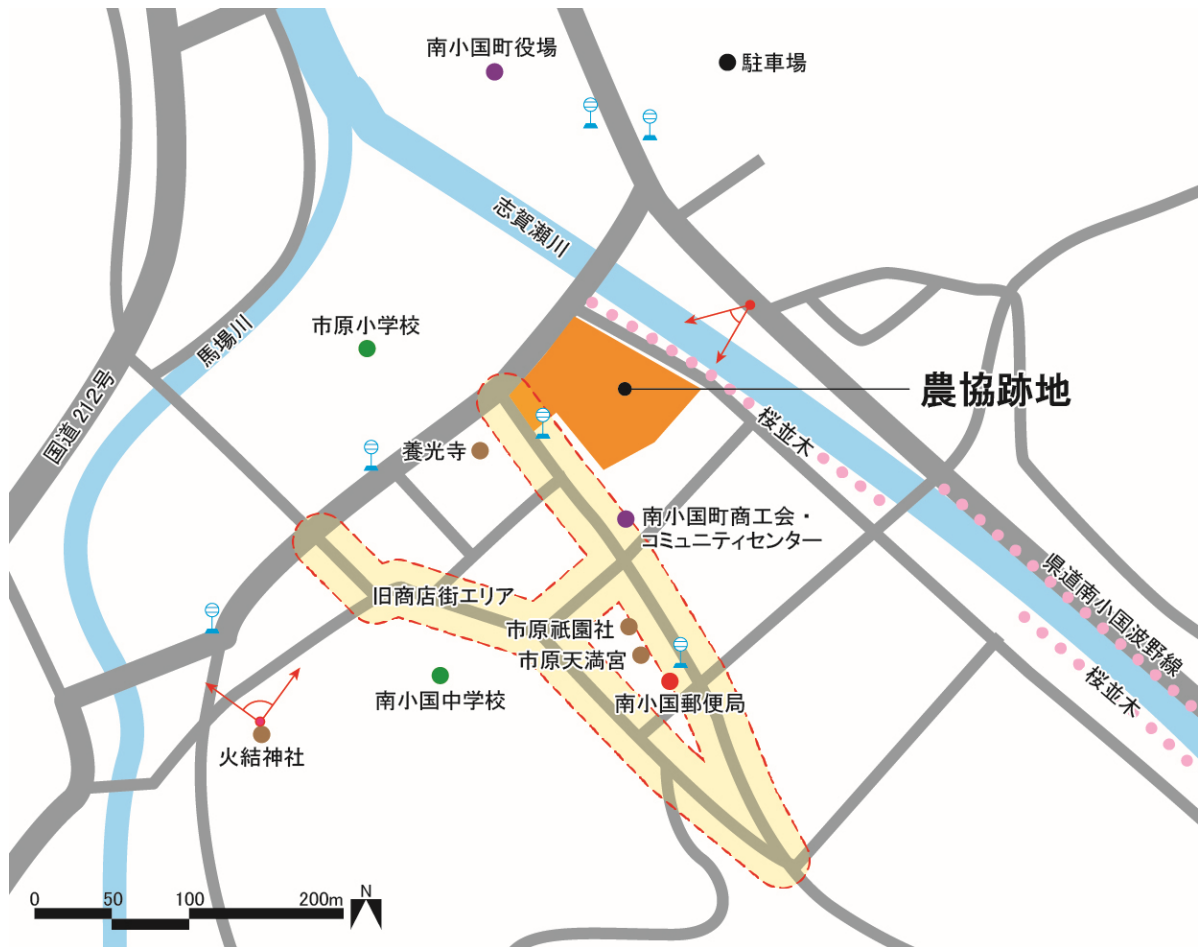 南小国町役場
駐車場
志賀瀬川
市原小学校
馬場川
国道212号
農協跡地
桜並木
養光寺
南小国町商工会・
コミュニティセンター
旧商店街エリア
県道南小国波野線
市原祇園社
市原天満宮
南小国中学校
南小国郵便局
桜並木
火結神社
0 50 100 200m
N